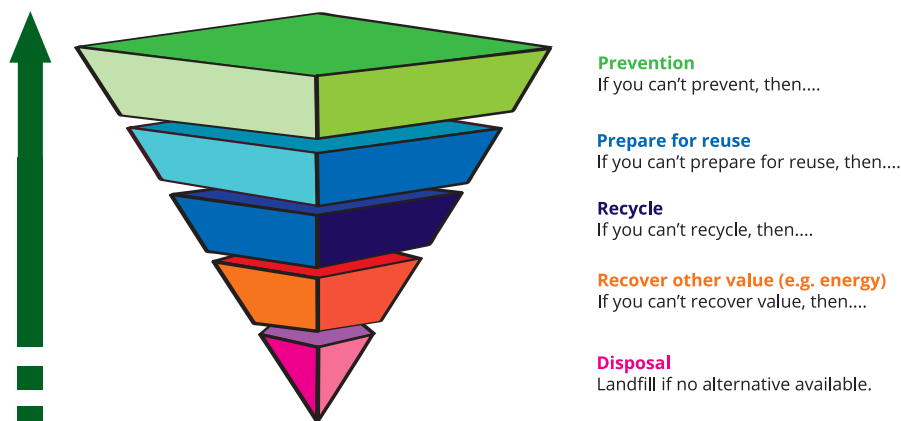 Prevention
If you can’t prevent, then....
Prepare for reuse
If you can’t prepare for reuse, then....
Recycle
If you can’t recycle, then....
Recover other value (e.g. energy)
If you can’t recover value, then....
Disposal
Landfill if no alternative available.